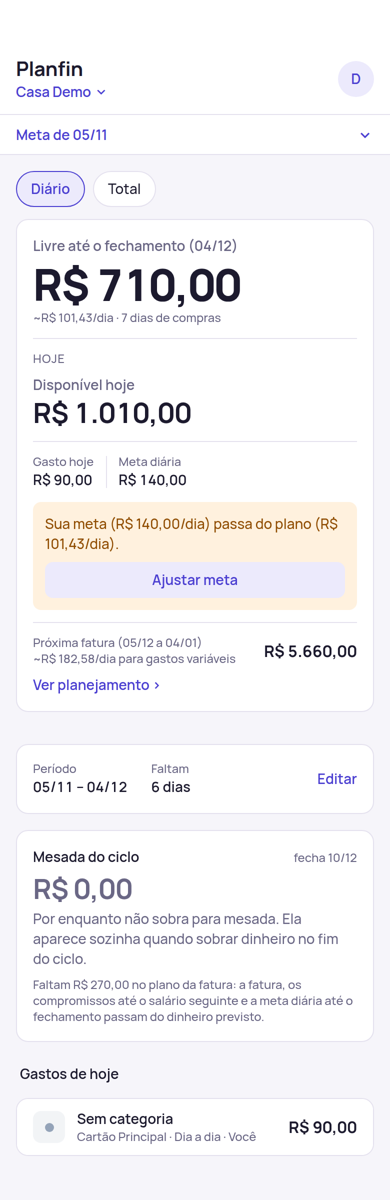 Planfin
Casa Demo
D
Meta de 05/11
Diário
Total
Livre até o fechamento (04/12)
R$ 710,00
~R$ 101,43/dia · 7 dias de compras
HOJE
Disponível hoje
R$ 1.010,00
Gasto hoje
R$ 90,00
Meta diária
R$ 140,00
Sua meta (R$ 140,00/dia) passa do plano (R$
101,43/dia).
Ajustar meta
Próxima fatura (05/12 a 04/01)
~R$ 182,58/dia para gastos variáveis
R$ 5.660,00
Ver planejamento ›
Período
05/11 – 04/12
Faltam
6 dias
Editar
Mesada do ciclo
fecha 10/12
R$ 0,00
Por enquanto não sobra para mesada. Ela
aparece sozinha quando sobrar dinheiro no fim
do ciclo.
Faltam R$ 270,00 no plano da fatura: a fatura, os
compromissos até o salário seguinte e a meta diária até o
fechamento passam do dinheiro previsto.
Gastos de hoje
Sem categoria
Cartão Principal · Dia a dia · Você
R$ 90,00